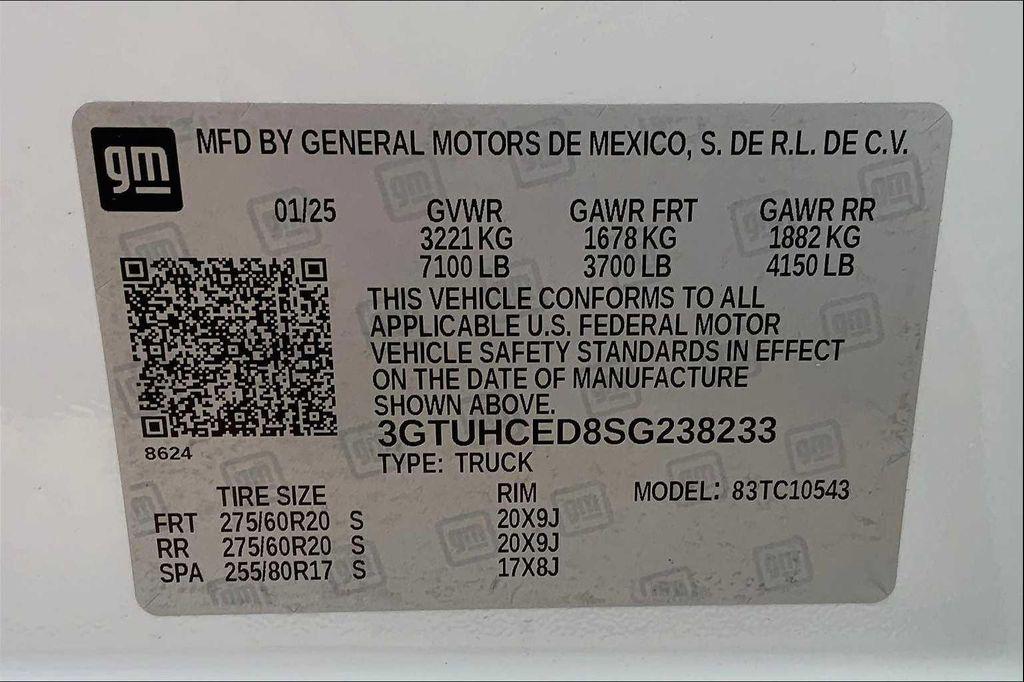 gm MFD BY GENERAL MOTORS DE MEXICO, S. DE R.L. DE C.V.
01/25 GVWR GAWR FRT GAWR RR
3221 KG 1678 KG 1882 KG
7100 LB 3700 LB 4150 LB
THIS VEHICLE CONFORMS TO ALL
APPLICABLE U.S. FEDERAL MOTOR
VEHICLE SAFETY STANDARDS IN EFFECT
ON THE DATE OF MANUFACTURE
SHOWN ABOVE.
3GTUHCED8SG238233
8624
TYPE: TRUCK
TIRE SIZE RIM MODEL: 83TC10543
FRT 275/60R20 S 20X9J
RR 275/60R20 S 20X9J
SPA 255/80R17 S 17X8J